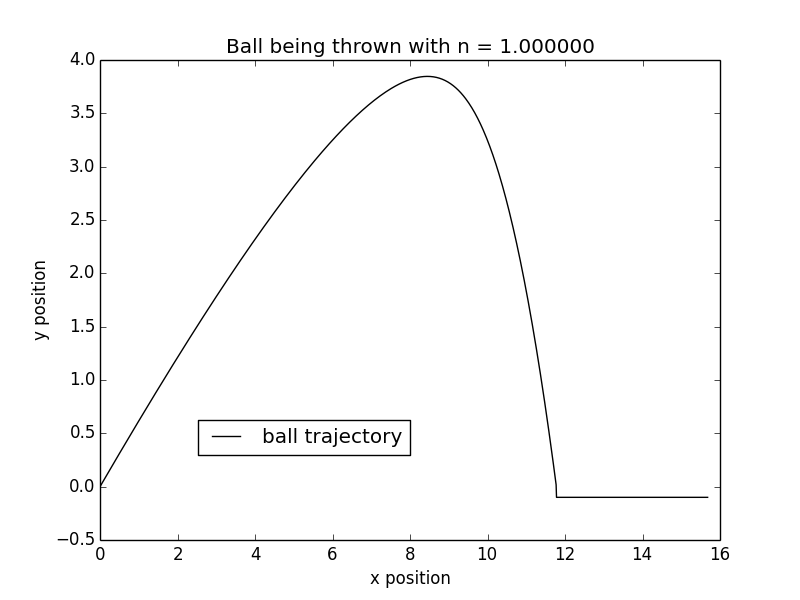 Ball being thrown with n = 1.000000
4.0
3.5
3.0
2.5
2.0
1.5
1.0
0.5
0.0
−0.5
y position
ball trajectory
0 2 4 6 8 10 12 14 16
x position